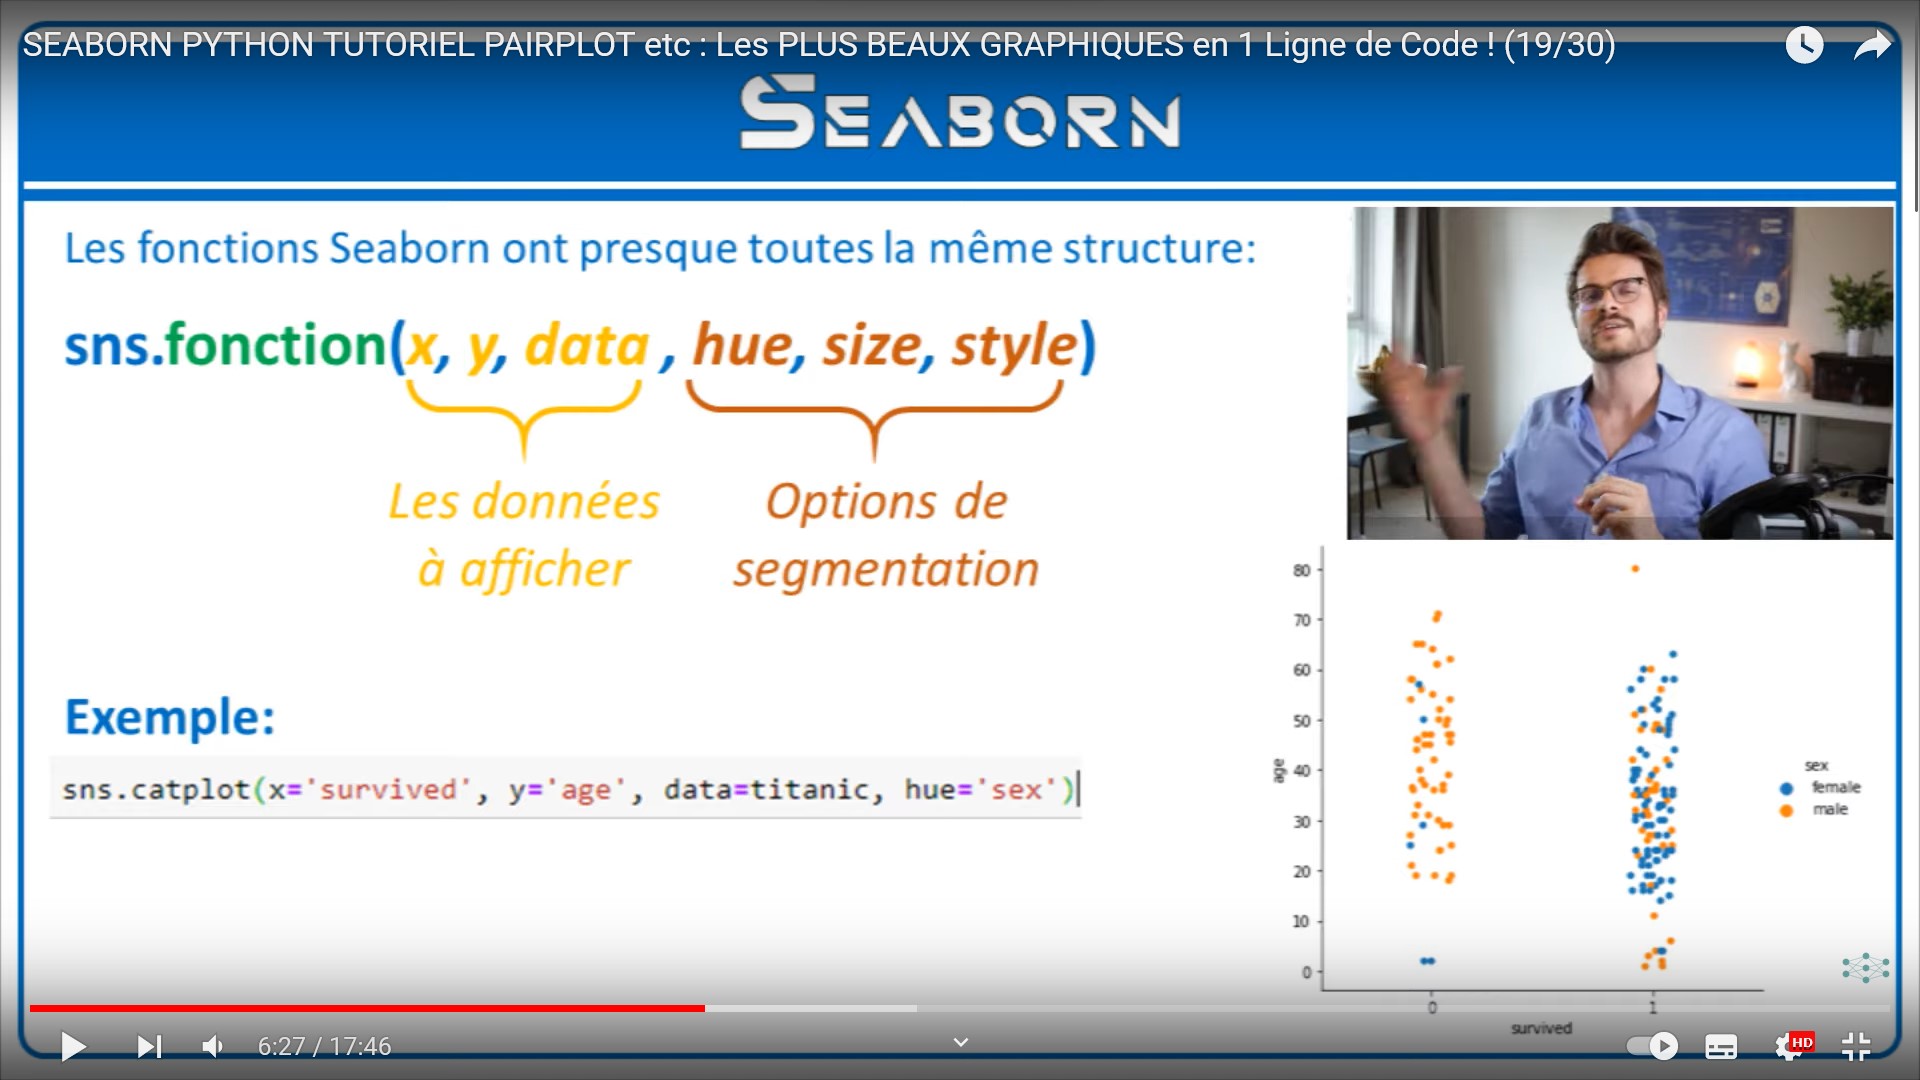 SEABORN PYTHON TUTORIEL PAIRPLOT etc : Les PLUS BEAUX GRAPHIQUES en 1 Ligne de Code ! (19/30)
SEABORN
Les fonctions Seaborn ont presque toutes la même structure:
sns.fonction(x, y, data , hue, size, style)
Les données
à afficher
Options de
segmentation
Exemple:
sns.catplot(x='survived', y='age', data=titanic, hue='sex')
80
70
60
50
40
30
20
10
0
age
0 1
survived
sex
female
male
6:27 / 17:46
HD